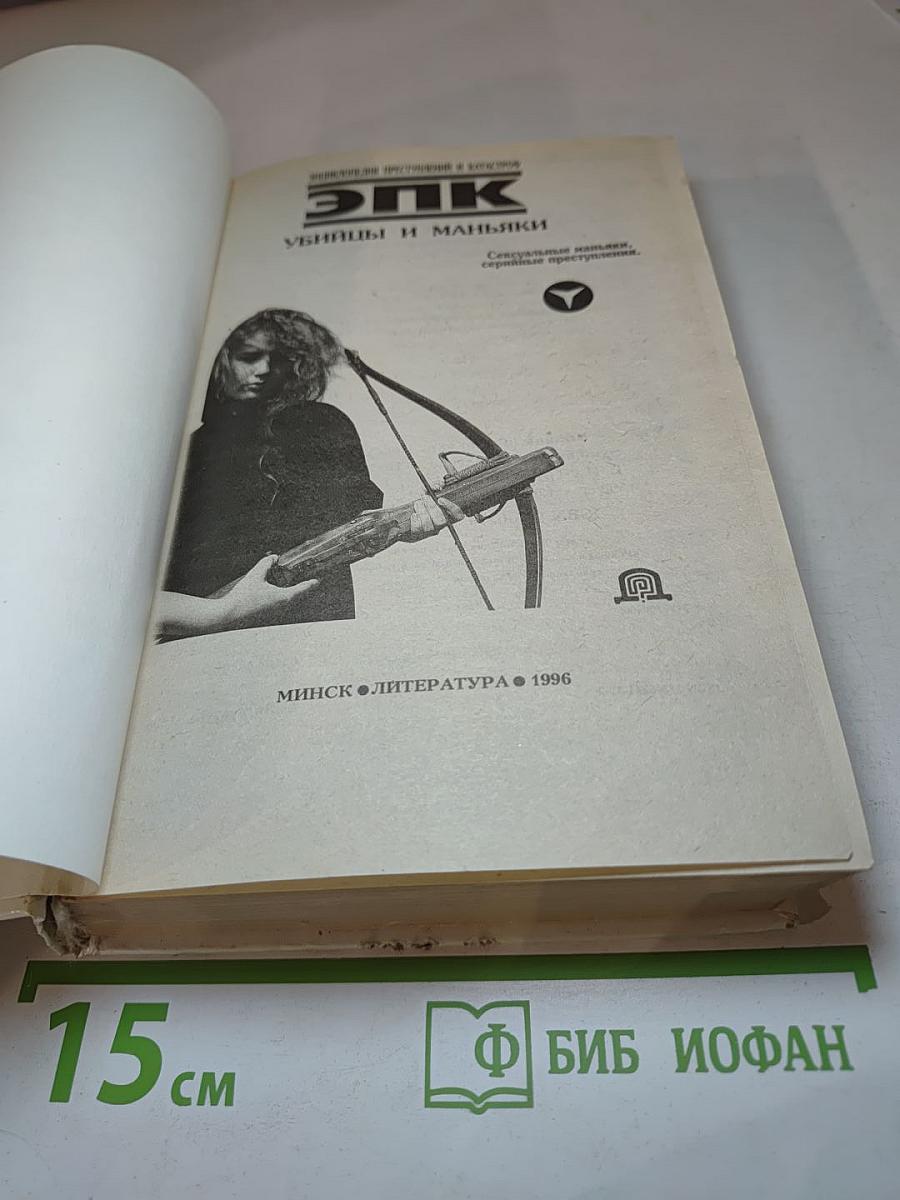 ЭНЦИКЛОПЕДИЯ ПРЕСТУПЛЕНИЙ И КАТАСТРОФ
ЭПК
УБИЙЦЫ И МАНЬЯКИ
Сексуальные маньяки,
серийные преступления.
МИНСК ● ЛИТЕРАТУРА ● 1996
15 см
Ф БИБ ИОФАН